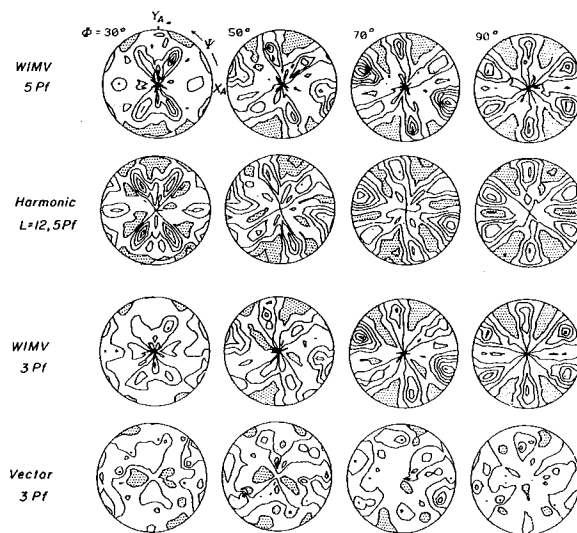 Φ = 30° Y_A 50° 70° 90°
Ψ
X_A
WIMV
5 Pf
Harmonic
L=12, 5Pf
WIMV
3 Pf
Vector
3 Pf